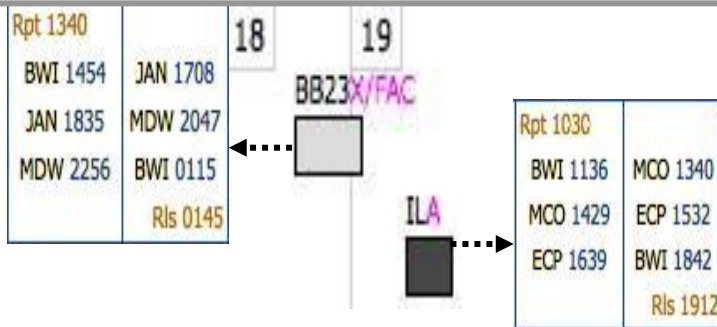 Rpt 1340
BWI 1454 JAN 1708
JAN 1835 MDW 2047
MDW 2256 BWI 0115
Rls 0145
18 19
BB23X/FAC
ILA
Rpt 1030
BWI 1136 MCO 1340
MCO 1429 ECP 1532
ECP 1639 BWI 1842
Rls 1912